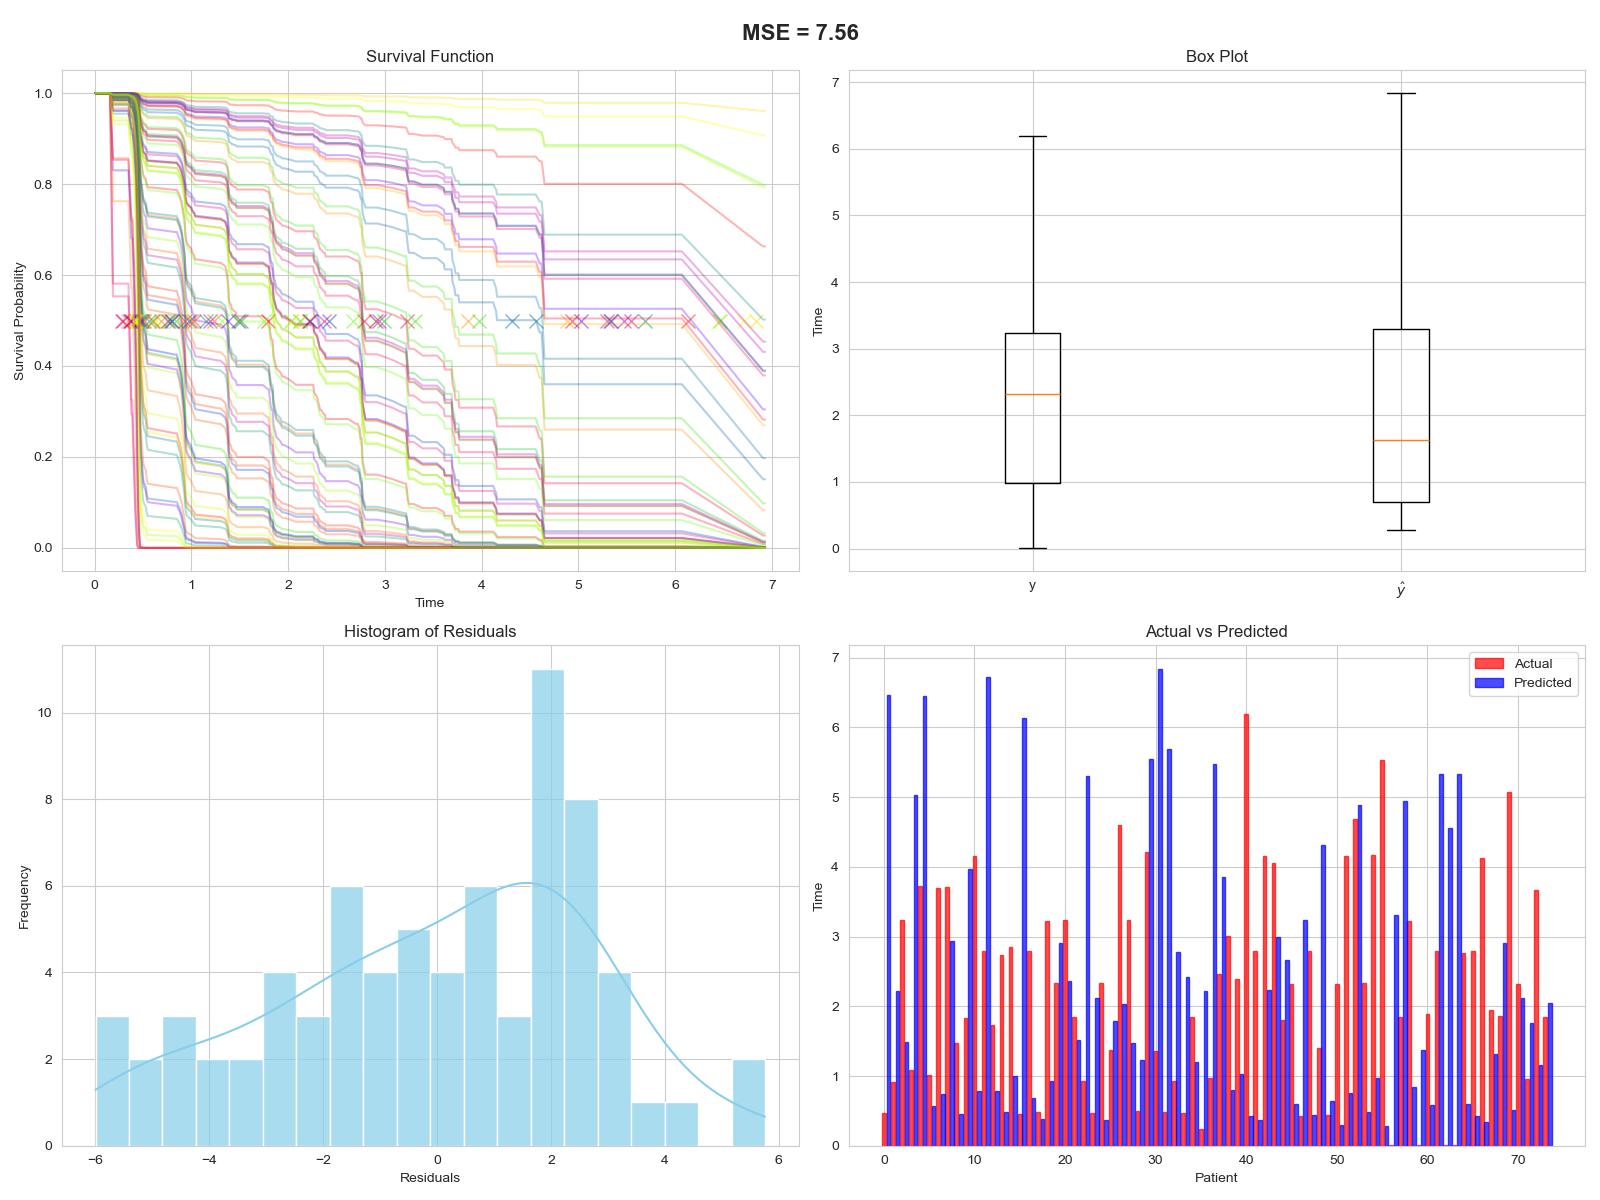 MSE = 7.56
Survival Function
Survival Probability
1.0
0.8
0.6
0.4
0.2
0.0
0 1 2 3 4 5 6 7
Time
Box Plot
Time
7
6
5
4
3
2
1
0
y ŷ
Histogram of Residuals
Frequency
10
8
6
4
2
0
−6 −4 −2 0 2 4 6
Residuals
Actual vs Predicted
Actual
Predicted
Time
7
6
5
4
3
2
1
0
0 10 20 30 40 50 60 70
Patient